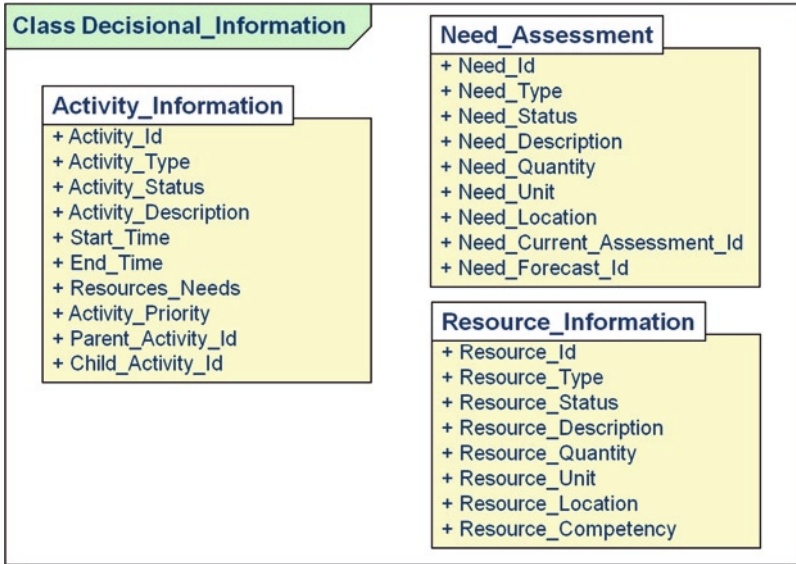 Class Decisional_Information
Activity_Information
+ Activity_Id
+ Activity_Type
+ Activity_Status
+ Activity_Description
+ Start_Time
+ End_Time
+ Resources_Needs
+ Activity_Priority
+ Parent_Activity_Id
+ Child_Activity_Id
Need_Assessment
+ Need_Id
+ Need_Type
+ Need_Status
+ Need_Description
+ Need_Quantity
+ Need_Unit
+ Need_Location
+ Need_Current_Assessment_Id
+ Need_Forecast_Id
Resource_Information
+ Resource_Id
+ Resource_Type
+ Resource_Status
+ Resource_Description
+ Resource_Quantity
+ Resource_Unit
+ Resource_Location
+ Resource_Competency